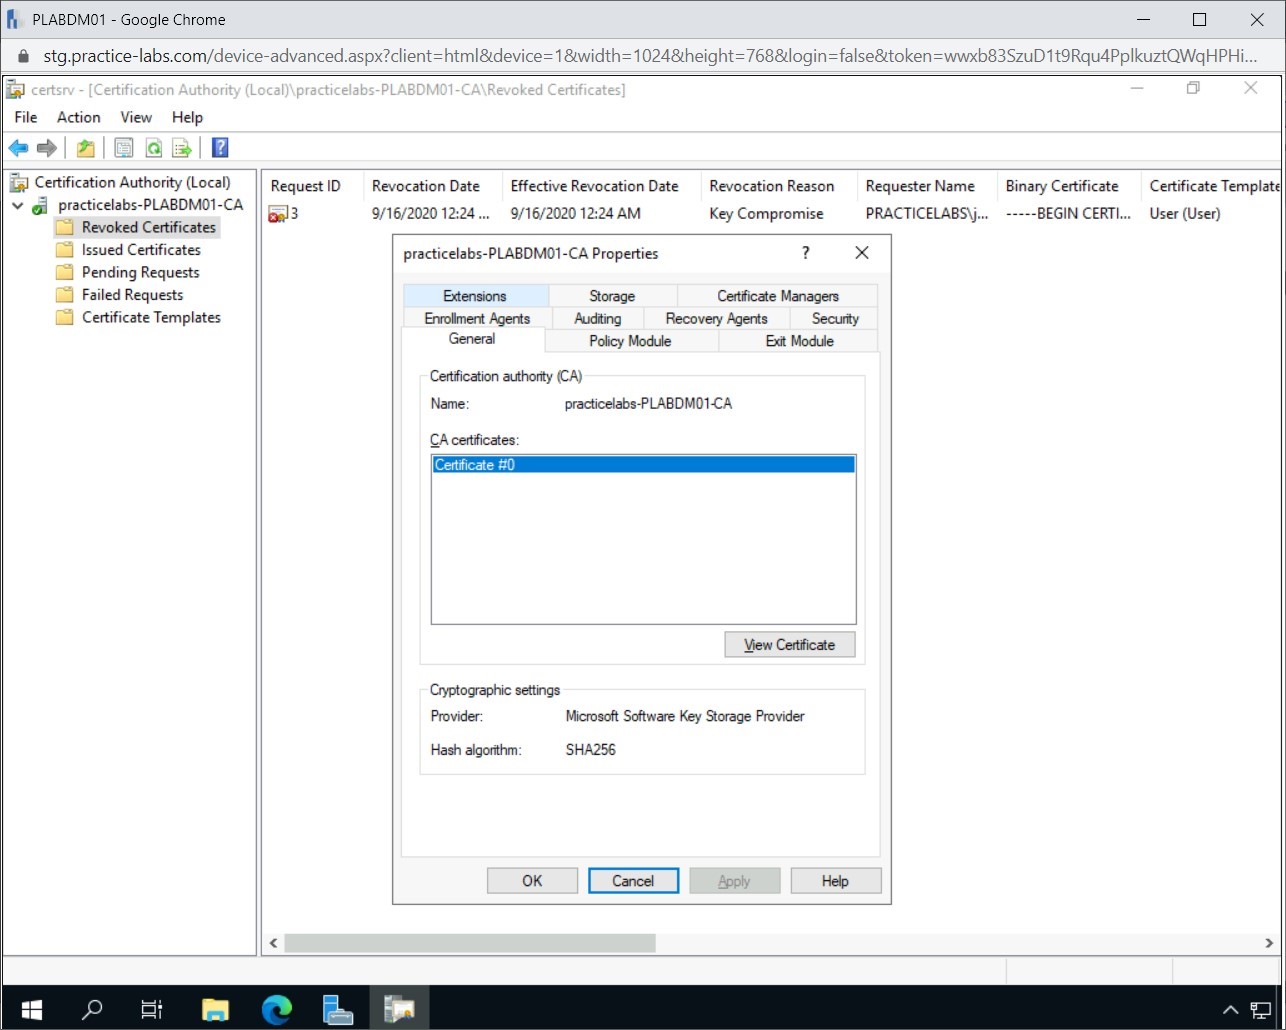 PLABDM01 - Google Chrome
stg.practice-labs.com/device-advanced.aspx?client=html&device=1&width=1024&height=768&login=false&token=wwxb83SzuD1t9Rqu4PplkuztQWqHPHi...
certsrv - [Certification Authority (Local)\practicelabs-PLABDM01-CA\Revoked Certificates]
File Action View Help
Certification Authority (Local)
practicelabs-PLABDM01-CA
Revoked Certificates
Issued Certificates
Pending Requests
Failed Requests
Certificate Templates
Request ID Revocation Date Effective Revocation Date Revocation Reason Requester Name Binary Certificate Certificate Template
3 9/16/2020 12:24 ... 9/16/2020 12:24 AM Key Compromise PRACTICELABS\j... -----BEGIN CERTI... User (User)
practicelabs-PLABDM01-CA Properties ?
Extensions Storage Certificate Managers
Enrollment Agents Auditing Recovery Agents Security
General Policy Module Exit Module
Certification authority (CA)
Name: practicelabs-PLABDM01-CA
CA certificates:
Certificate #0
View Certificate
Cryptographic settings
Provider: Microsoft Software Key Storage Provider
Hash algorithm: SHA256
OK Cancel Apply Help